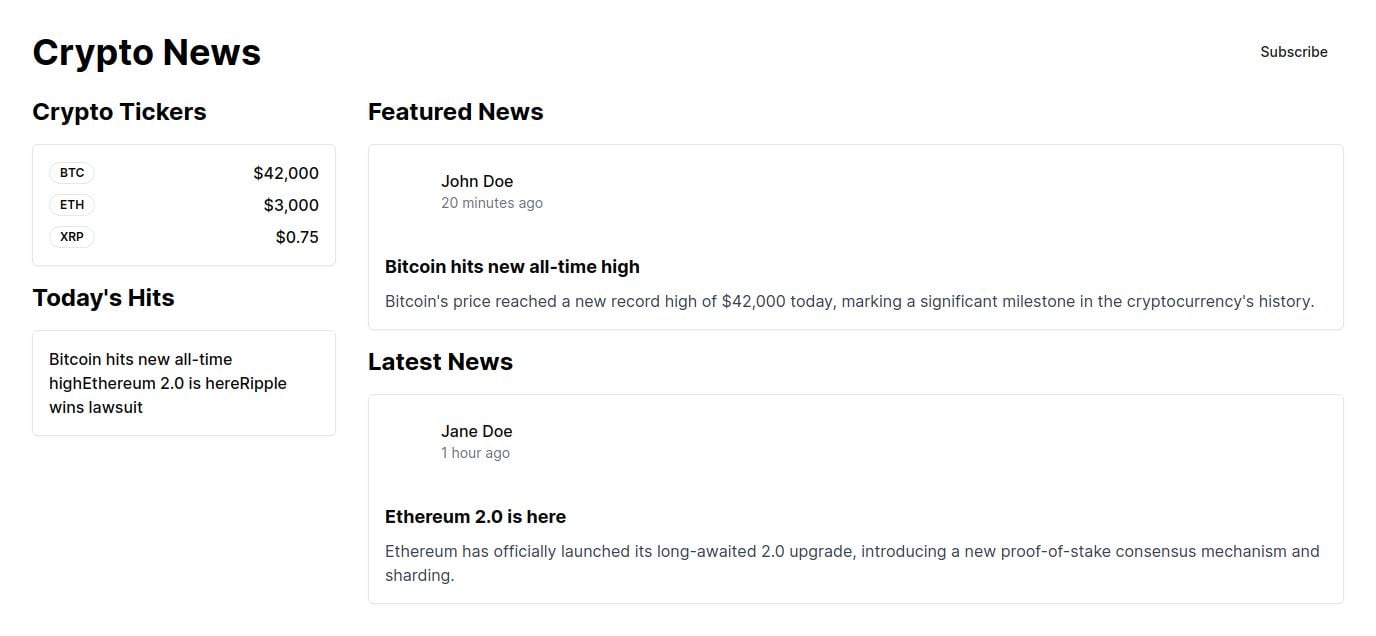 Crypto News
Subscribe
Crypto Tickers
BTC
$42,000
ETH
$3,000
XRP
$0.75
Today's Hits
Bitcoin hits new all-time
highEthereum 2.0 is hereRipple
wins lawsuit
Featured News
John Doe
20 minutes ago
Bitcoin hits new all-time high
Bitcoin's price reached a new record high of $42,000 today, marking a significant milestone in the cryptocurrency's history.
Latest News
Jane Doe
1 hour ago
Ethereum 2.0 is here
Ethereum has officially launched its long-awaited 2.0 upgrade, introducing a new proof-of-stake consensus mechanism and
sharding.